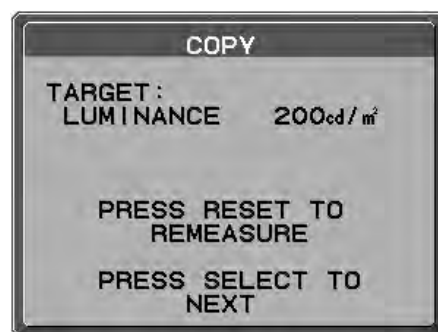 COPY
TARGET:
LUMINANCE 200cd/㎡
PRESS RESET TO
REMEASURE
PRESS SELECT TO
NEXT